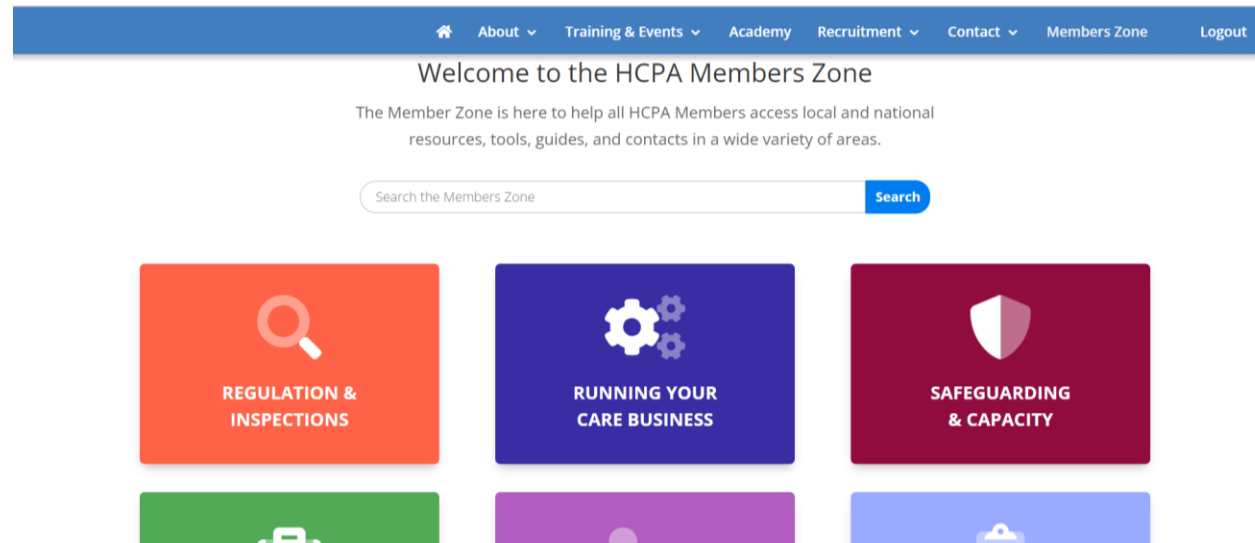 About Training & Events Academy Recruitment Contact Members Zone Logout
Welcome to the HCPA Members Zone
The Member Zone is here to help all HCPA Members access local and national
resources, tools, guides, and contacts in a wide variety of areas.
Search the Members Zone Search
REGULATION &
INSPECTIONS
RUNNING YOUR
CARE BUSINESS
SAFEGUARDING
& CAPACITY